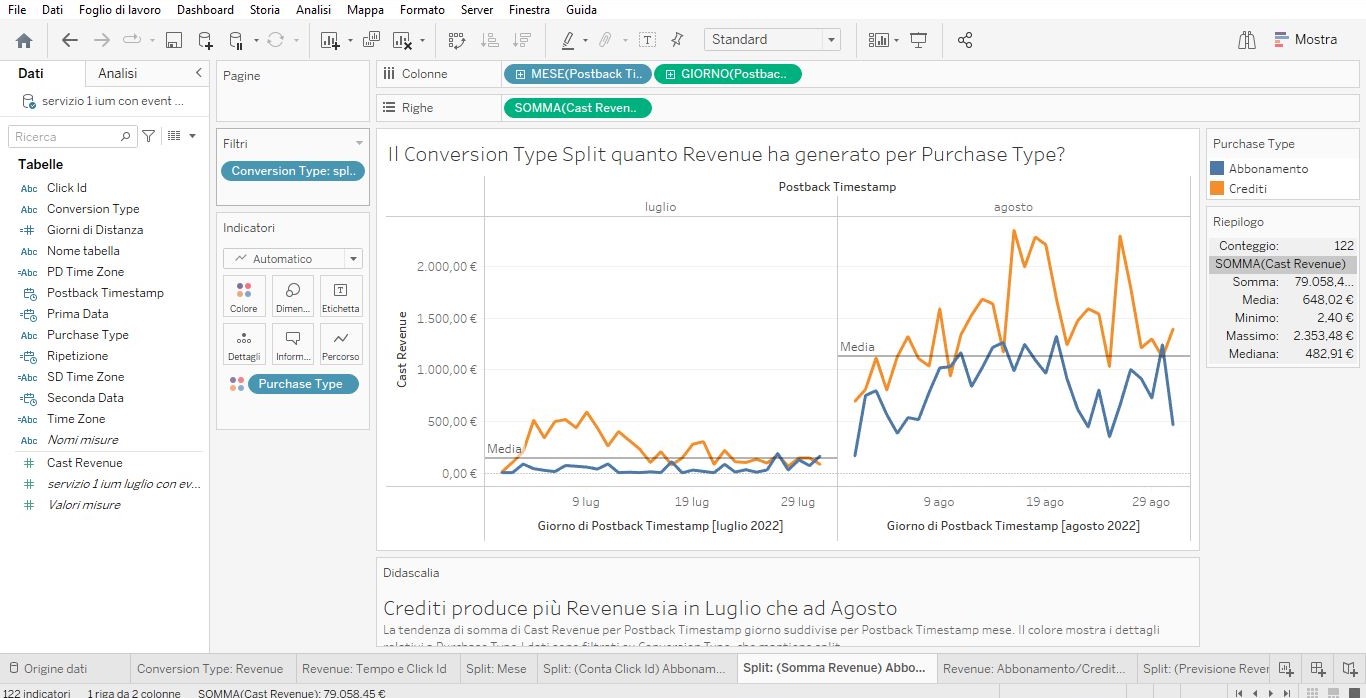 File Dati Foglio di lavoro Dashboard Storia Analisi Mappa Formato Server Finestra Guida
Standard
Mostra
Dati Analisi
servizio 1 ium con event ...
Ricerca
Tabelle
Abc Click Id
Abc Conversion Type
=# Giorni di Distanza
Abc Nome tabella
=Abc PD Time Zone
Postback Timestamp
Prima Data
Abc Purchase Type
Ripetizione
=Abc SD Time Zone
Seconda Data
=Abc Time Zone
Abc Nomi misure
# Cast Revenue
# servizio 1 ium luglio con ev...
# Valori misure
Pagine
Filtri
Conversion Type: spl..
Indicatori
Automatico
Colore Dimen... Etichetta
Dettagli Inform... Percorso
Purchase Type
Colonne MESE(Postback Ti.. GIORNO(Postbac..
Righe SOMMA(Cast Reven..
Il Conversion Type Split quanto Revenue ha generato per Purchase Type?
Postback Timestamp
luglio agosto
Cast Revenue
2.000,00 €
1.500,00 €
1.000,00 €
500,00 €
0,00 €
Media
Media
9 lug 19 lug 29 lug 9 ago 19 ago 29 ago
Giorno di Postback Timestamp [luglio 2022] Giorno di Postback Timestamp [agosto 2022]
Didascalia
Crediti produce più Revenue sia in Luglio che ad Agosto
La tendenza di somma di Cast Revenue per Postback Timestamp giorno suddivise per Postback Timestamp mese. Il colore mostra i dettagli
relativi a Purchase Type. I dati sono filtrati su Conversion Type, che mantiene split.
Purchase Type
Abbonamento
Crediti
Riepilogo
Conteggio: 122
SOMMA(Cast Revenue)
Somma: 79.058,4...
Media: 648,02 €
Minimo: 2,40 €
Massimo: 2.353,48 €
Mediana: 482,91 €
Origine dati Conversion Type: Revenue Revenue: Tempo e Click Id Split: Mese Split: (Conta Click Id) Abbonam... Split: (Somma Revenue) Abbo... Revenue: Abbonamento/Credit... Split: (Previsione Rever
122 indicatori 1 riga da 2 colonne SOMMA(Cast Revenue): 79.058,45 €